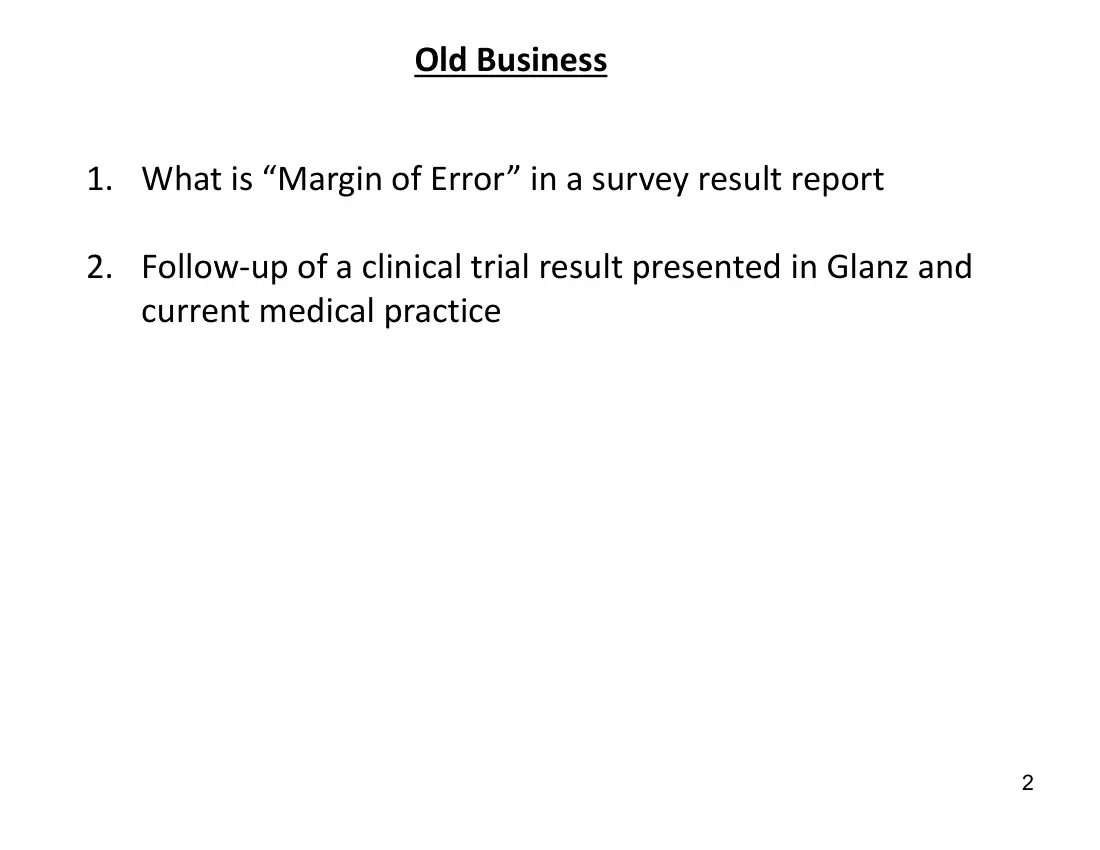 Old Business
1. What is “Margin of Error” in a survey result report
2. Follow-up of a clinical trial result presented in Glanz and
current medical practice
2